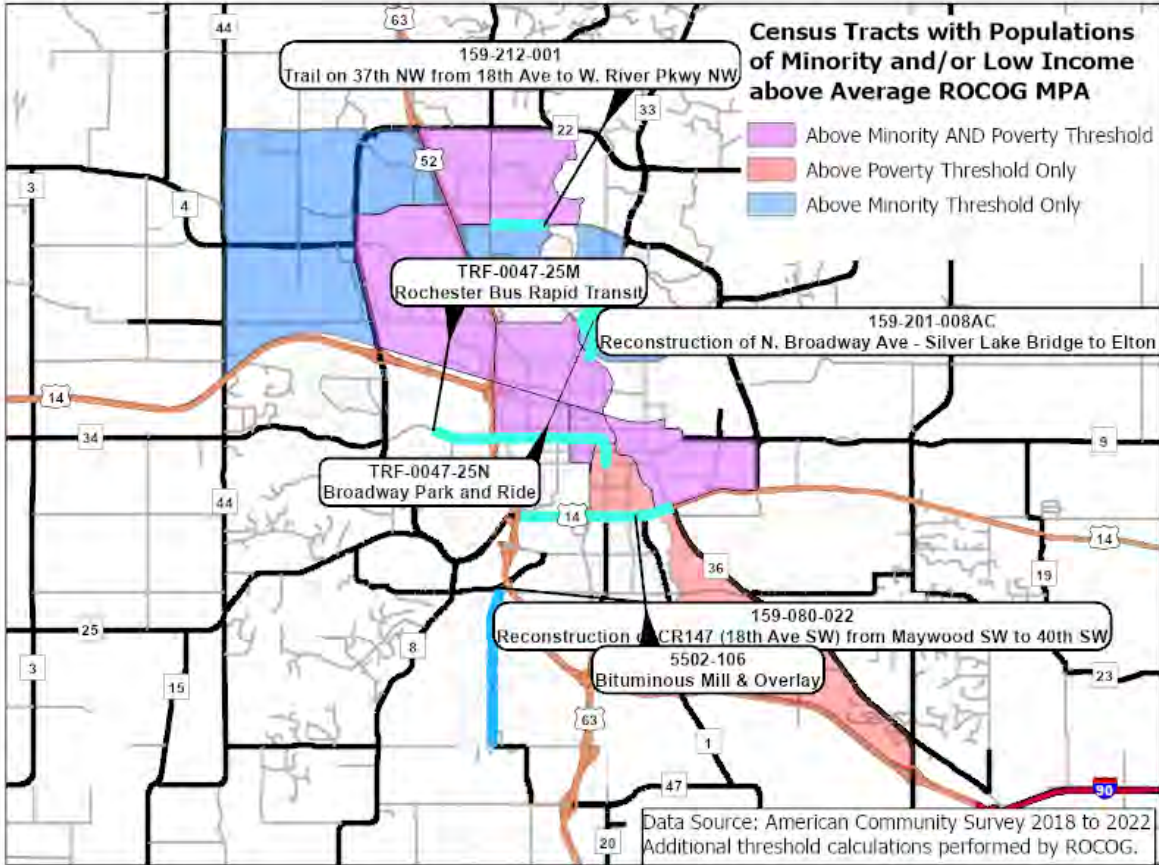 44
63
159-212-001
Trail on 37th NW from 18th Ave to W. River Pkwy NW
Census Tracts with Populations
of Minority and/or Low Income
above Average ROCOG MPA
Above Minority AND Poverty Threshold
Above Poverty Threshold Only
Above Minority Threshold Only
33
22
52
3
4
TRF-0047-25M
Rochester Bus Rapid Transit
159-201-008AC
Reconstruction of N. Broadway Ave - Silver Lake Bridge to Elton
14
34
9
TRF-0047-25N
Broadway Park and Ride
44
14
14
36
19
159-080-022
Reconstruction CR147 (18th Ave SW) from Maywood SW to 40th SW
25
8
5502-106
Bituminous Mill & Overlay
3
15
23
63
1
47
90
20
Data Source: American Community Survey 2018 to 2022
Additional threshold calculations performed by ROCOG.